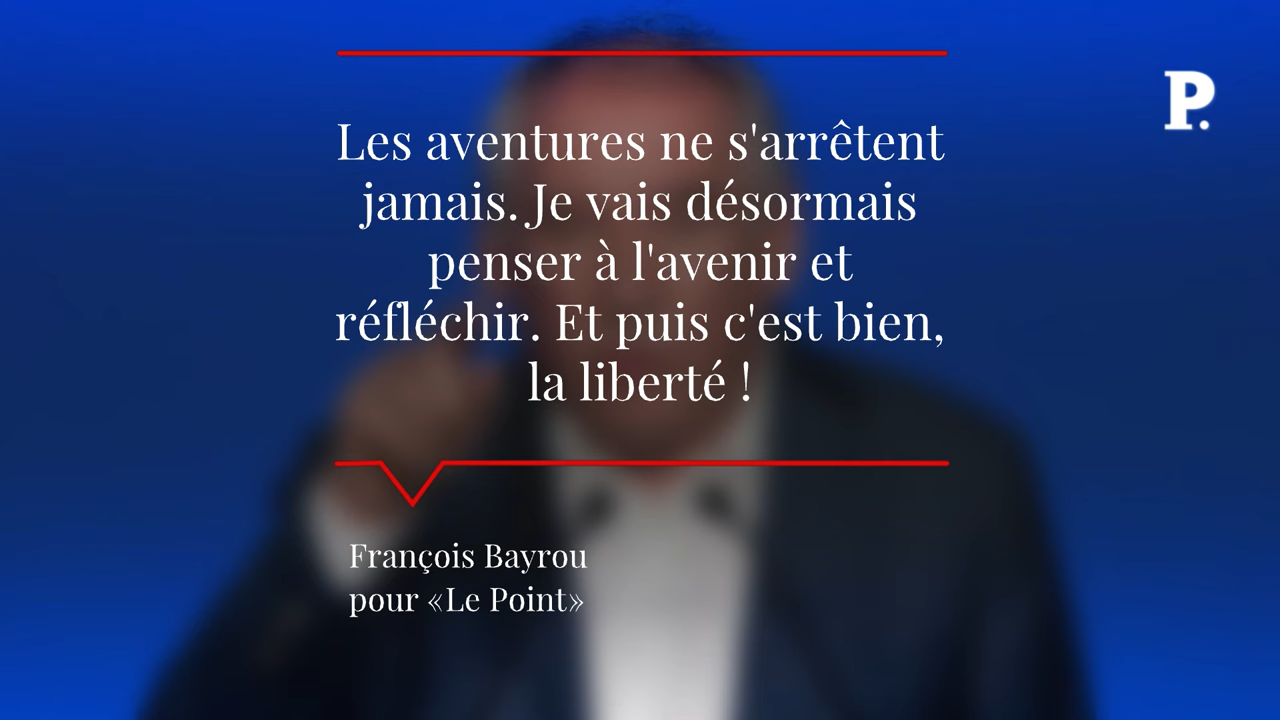 P.
Les aventures ne s'arrêtent
jamais. Je vais désormais
penser à l'avenir et
réfléchir. Et puis c'est bien,
la liberté !
François Bayrou
pour «Le Point»